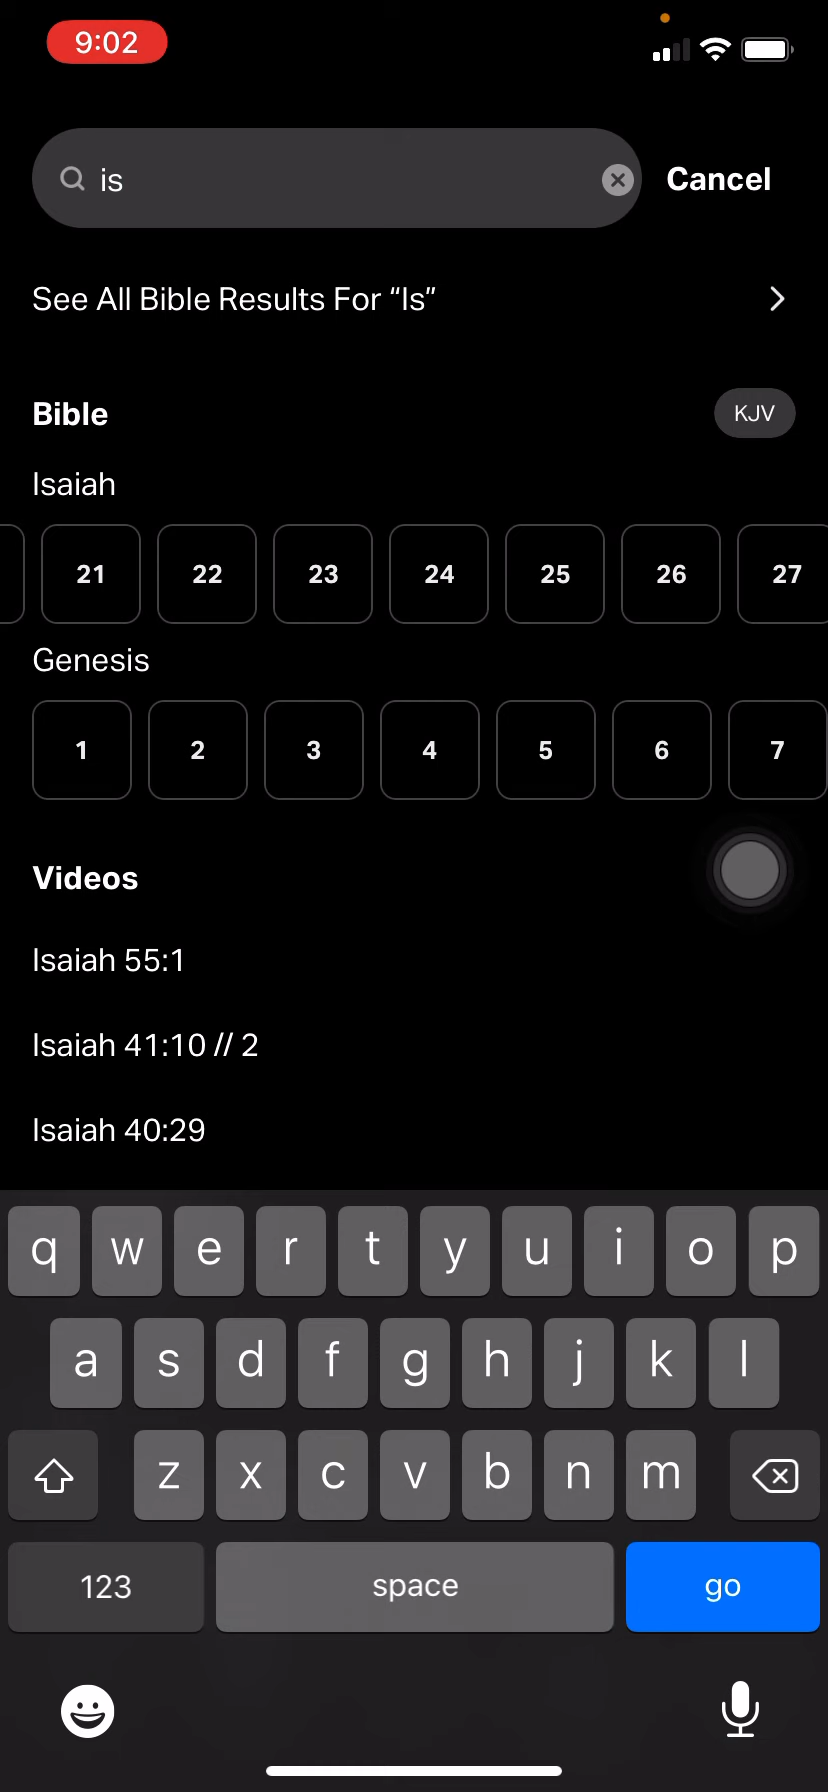 9:02
is
Cancel
See All Bible Results For “Is”
Bible
KJV
Isaiah
21 22 23 24 25 26 27
Genesis
1 2 3 4 5 6 7
Videos
Isaiah 55:1
Isaiah 41:10 // 2
Isaiah 40:29
q w e r t y u i o p
a s d f g h j k l
z x c v b n m
123 space go